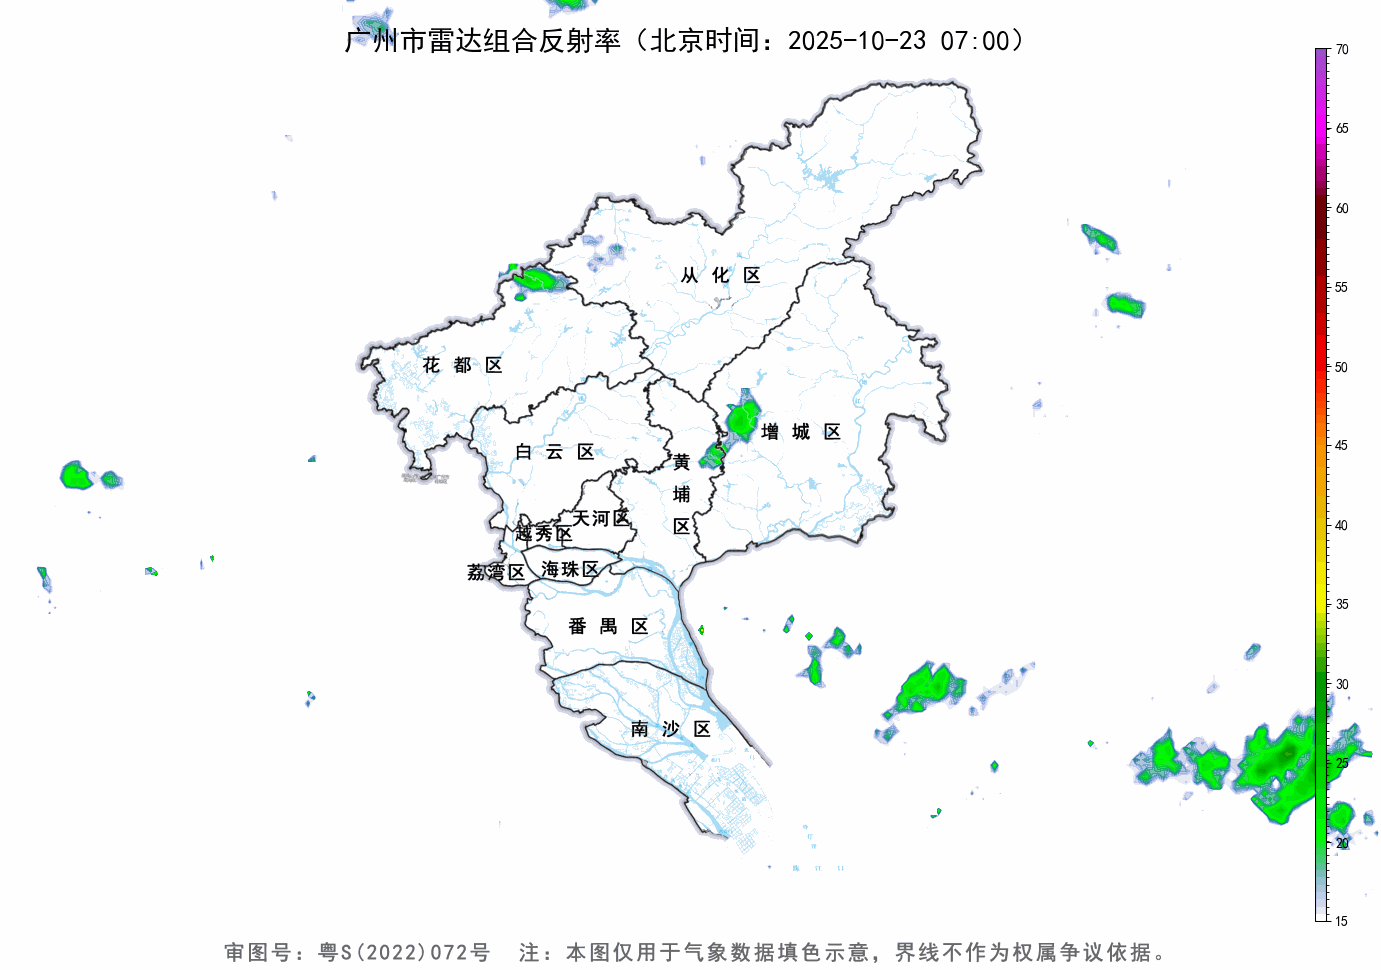 广州市雷达组合反射率（北京时间：2025-10-23 07:00）
70
65
60
55
50
45
40
35
30
25
20
15
从化区
花都区
增城区
白云区
黄埔区
天河区
越秀区
荔湾区
海珠区
番禺区
南沙区
审图号：粤S(2022)072号　注：本图仅用于气象数据填色示意，界线不作为权属争议依据。